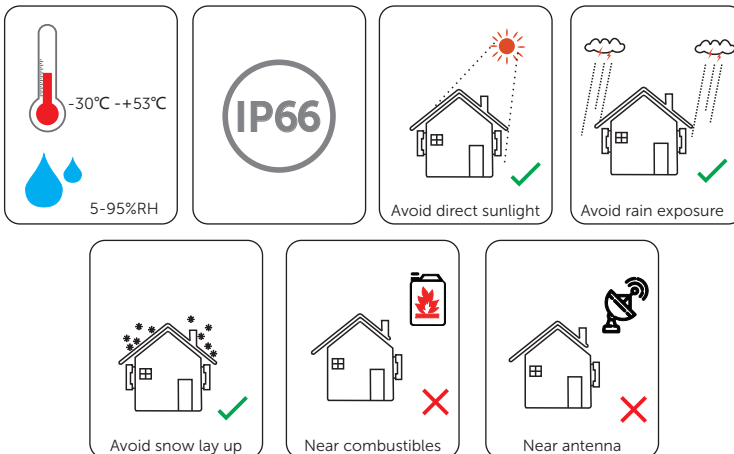 -30℃ -+53℃
5-95%RH
IP66
Avoid direct sunlight
Avoid rain exposure
Avoid snow lay up
Near combustibles
Near antenna